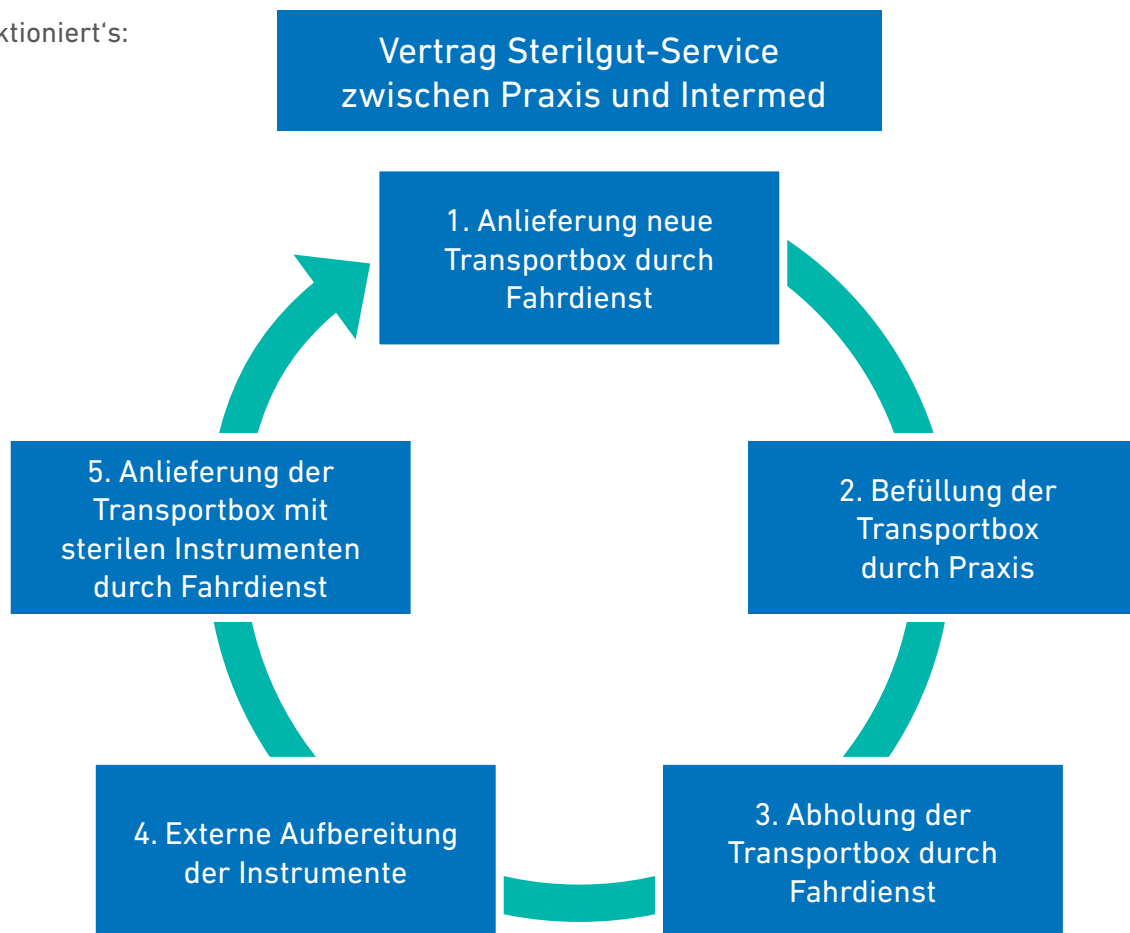 ktioniert‘s:
Vertrag Sterilgut-Service
zwischen Praxis und Intermed
1. Anlieferung neue
Transportbox durch
Fahrdienst
2. Befüllung der
Transportbox
durch Praxis
3. Abholung der
Transportbox durch
Fahrdienst
4. Externe Aufbereitung
der Instrumente
5. Anlieferung der
Transportbox mit
sterilen Instrumenten
durch Fahrdienst